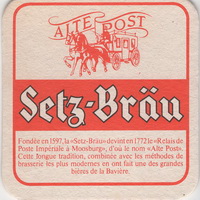 ALTE POST
Setz-Bräu
Fondée en 1597, la «Setz-Bräu» devint en 1772 le «Relais de
Poste Impériale à Moosburg», d'où le nom «Alte Post».
Cette longue tradition, combinée avec les méthodes de
brasserie les plus modernes en ont fait une des grandes
bières de la Bavière.